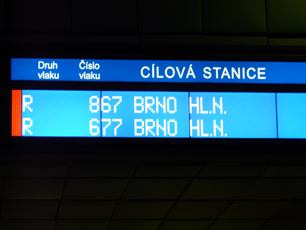 Druh vlaku Číslo vlaku CÍLOVÁ STANICE
R 867 BRNO HL.N.
R 677 BRNO HL.N.